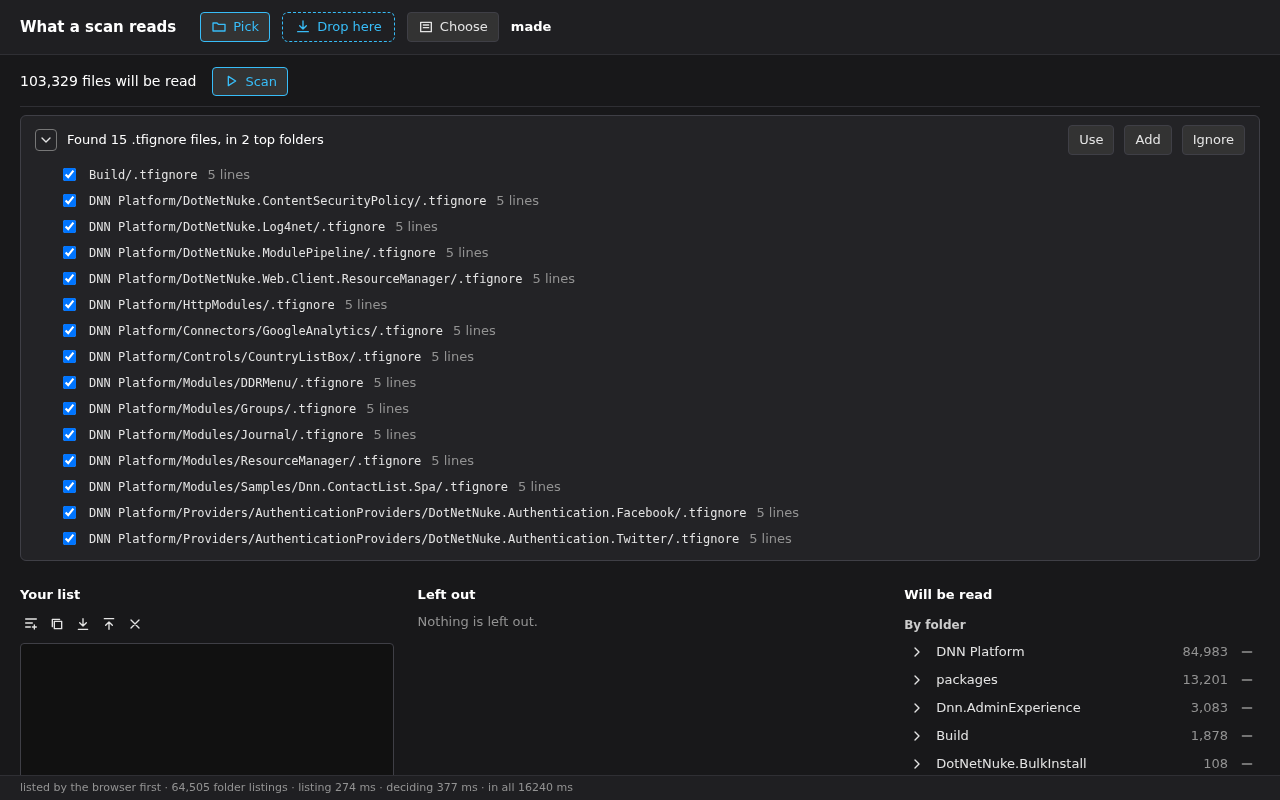 What a scan reads Pick Drop here Choose made
103,329 files will be read Scan
Found 15 .tfignore files, in 2 top folders Use Add Ignore
Build/.tfignore 5 lines
DNN Platform/DotNetNuke.ContentSecurityPolicy/.tfignore 5 lines
DNN Platform/DotNetNuke.Log4net/.tfignore 5 lines
DNN Platform/DotNetNuke.ModulePipeline/.tfignore 5 lines
DNN Platform/DotNetNuke.Web.Client.ResourceManager/.tfignore 5 lines
DNN Platform/HttpModules/.tfignore 5 lines
DNN Platform/Connectors/GoogleAnalytics/.tfignore 5 lines
DNN Platform/Controls/CountryListBox/.tfignore 5 lines
DNN Platform/Modules/DDRMenu/.tfignore 5 lines
DNN Platform/Modules/Groups/.tfignore 5 lines
DNN Platform/Modules/Journal/.tfignore 5 lines
DNN Platform/Modules/ResourceManager/.tfignore 5 lines
DNN Platform/Modules/Samples/Dnn.ContactList.Spa/.tfignore 5 lines
DNN Platform/Providers/AuthenticationProviders/DotNetNuke.Authentication.Facebook/.tfignore 5 lines
DNN Platform/Providers/AuthenticationProviders/DotNetNuke.Authentication.Twitter/.tfignore 5 lines
Your list
Left out
Nothing is left out.
Will be read
By folder
DNN Platform 84,983
packages 13,201
Dnn.AdminExperience 3,083
Build 1,878
DotNetNuke.BulkInstall 108
listed by the browser first · 64,505 folder listings · listing 274 ms · deciding 377 ms · in all 16240 ms